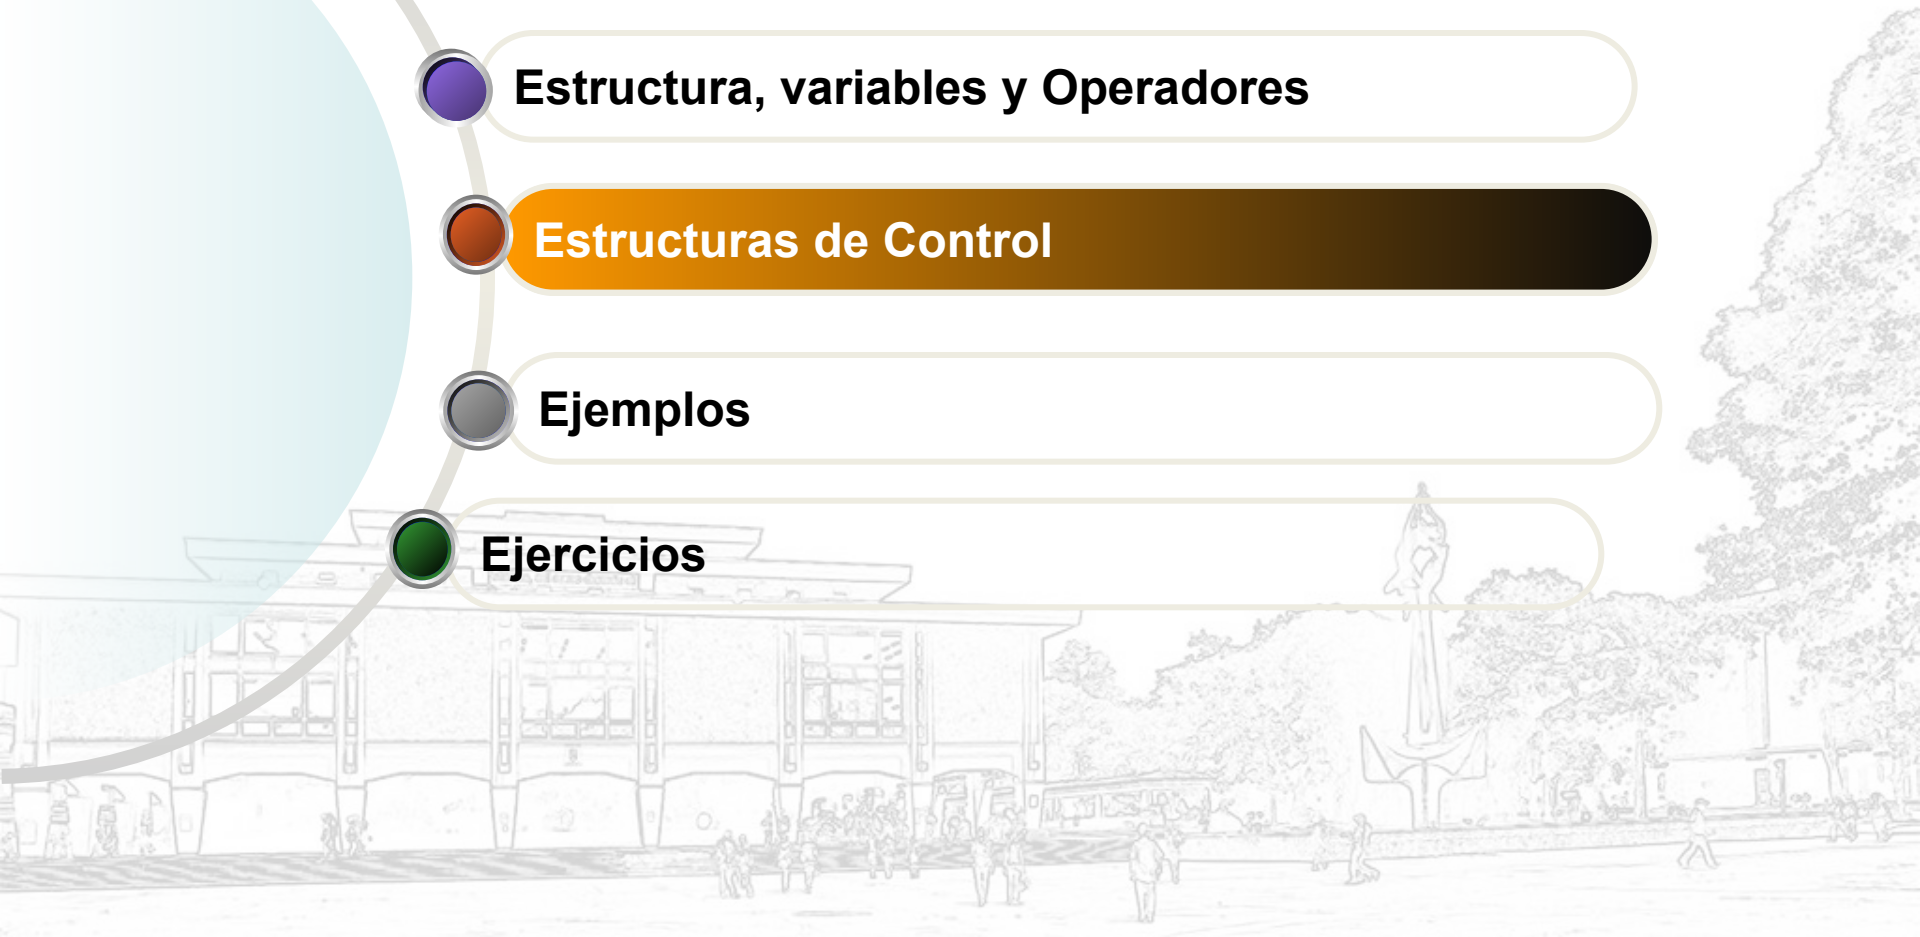 Estructura, variables y Operadores
Estructuras de Control
Ejemplos
Ejercicios